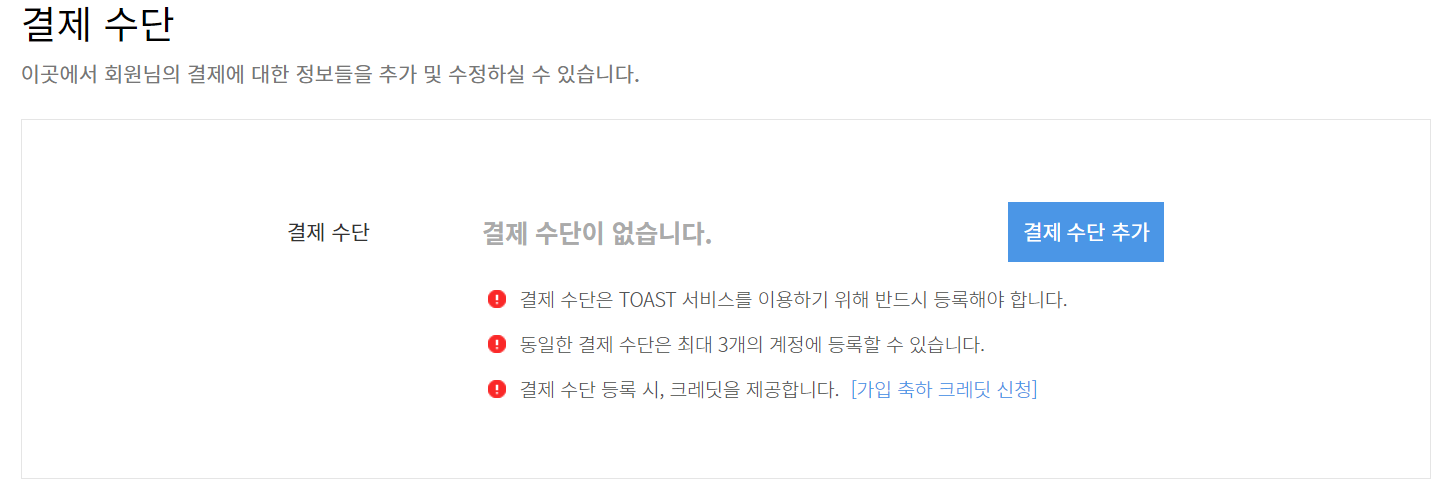 결제 수단
이곳에서 회원님의 결제에 대한 정보들을 추가 및 수정하실 수 있습니다.
결제 수단
결제 수단이 없습니다.
결제 수단 추가
결제 수단은 TOAST 서비스를 이용하기 위해 반드시 등록해야 합니다.
동일한 결제 수단은 최대 3개의 계정에 등록할 수 있습니다.
결제 수단 등록 시, 크레딧을 제공합니다. [가입 축하 크레딧 신청]